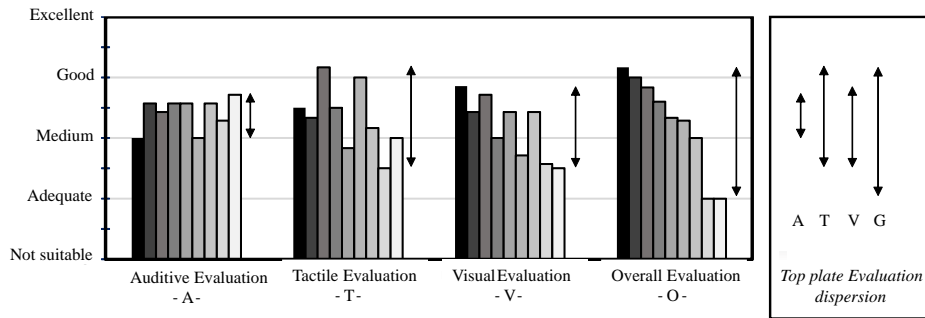 Excellent
Good
Medium
Adequate
Not suitable
Auditive Evaluation
- A -
Tactile Evaluation
- T -
Visual Evaluation
- V -
Overall Evaluation
- O -
A T V G
Top plate Evaluation
dispersion